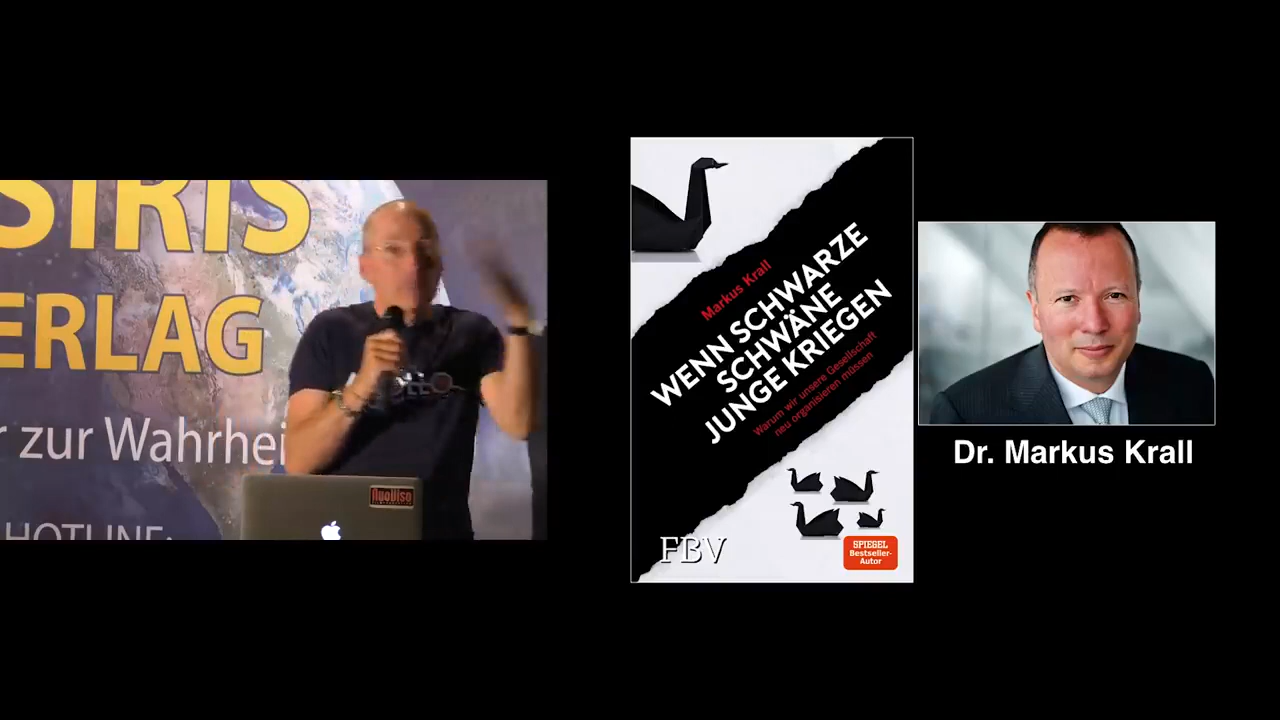 SIRIS
ERLAG
r zur Wahrhei
HOTLINE:
NuoViso
Markus Krall
WENN SCHWARZE
SCHWÄNE
JUNGE KRIEGEN
Warum wir unsere Gesellschaft
neu organisieren müssen
FBV
SPIEGEL
Bestseller-
Autor
Dr. Markus Krall